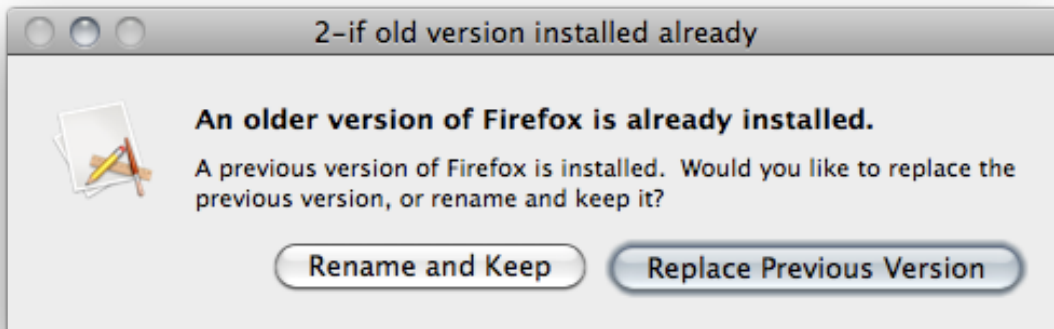 2-if old version installed already
An older version of Firefox is already installed.
A previous version of Firefox is installed.  Would you like to replace the
previous version, or rename and keep it?
Rename and Keep
Replace Previous Version